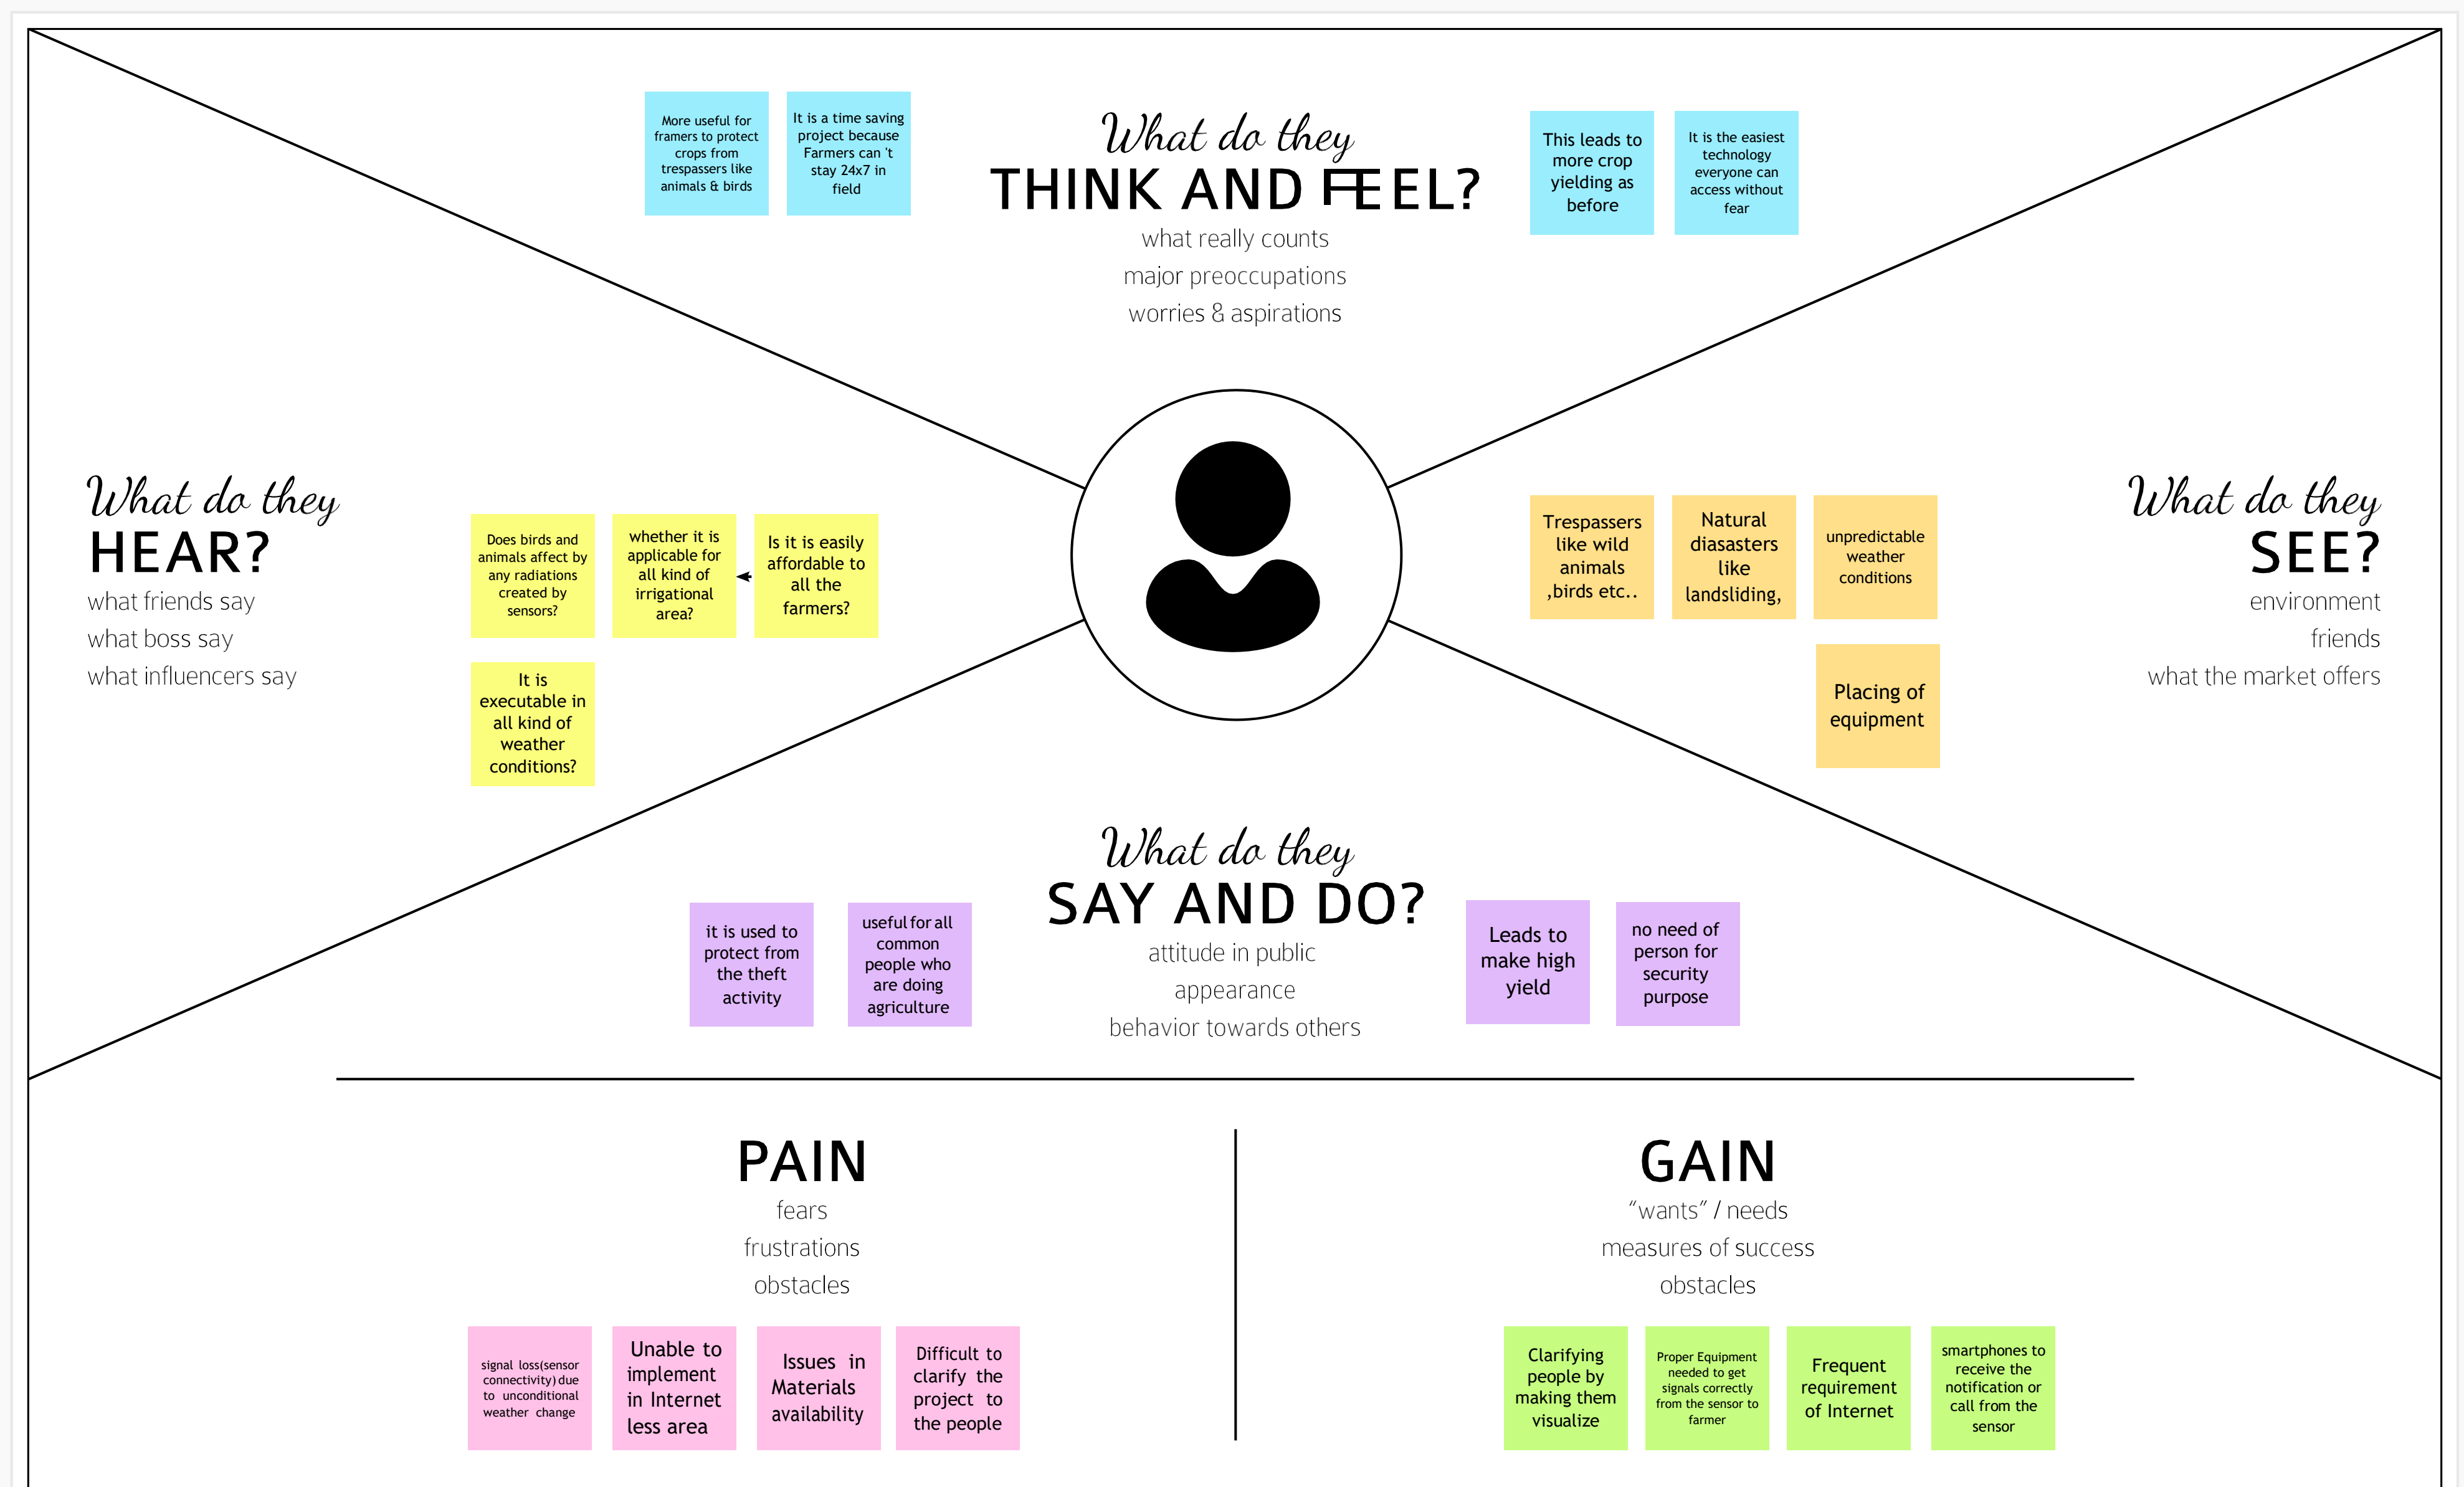 More useful for
framers to protect
crops from
trespassers like
animals & birds
It is a time saving
project because
Farmers can 't
stay 24x7 in
field
What do they
THINK AND FEEL?
what really counts
major preoccupations
worries & aspirations
This leads to
more crop
yielding as
before
It is the easiest
technology
everyone can
access without
fear
What do they
HEAR?
what friends say
what boss say
what influencers say
Does birds and
animals affect by
any radiations
created by
sensors?
whether it is
applicable for
all kind of
irrigational
area?
Is it is easily
affordable to
all the
farmers?
It is
executable in
all kind of
weather
conditions?
Trespassers
like wild
animals
,birds etc..
Natural
diasasters
like
landsliding,
unpredictable
weather
conditions
Placing of
equipment
What do they
SEE?
environment
friends
what the market offers
What do they
SAY AND DO?
attitude in public
appearance
behavior towards others
it is used to
protect from
the theft
activity
useful for all
common
people who
are doing
agriculture
Leads to
make high
yield
no need of
person for
security
purpose
PAIN
fears
frustrations
obstacles
signal loss(sensor
connectivity) due
to unconditional
weather change
Unable to
implement
in Internet
less area
Issues in
Materials
availability
Difficult to
clarify the
project to
the people
GAIN
“wants” / needs
measures of success
obstacles
Clarifying
people by
making them
visualize
Proper Equipment
needed to get
signals correctly
from the sensor to
farmer
Frequent
requirement
of Internet
smartphones to
receive the
notification or
call from the
sensor